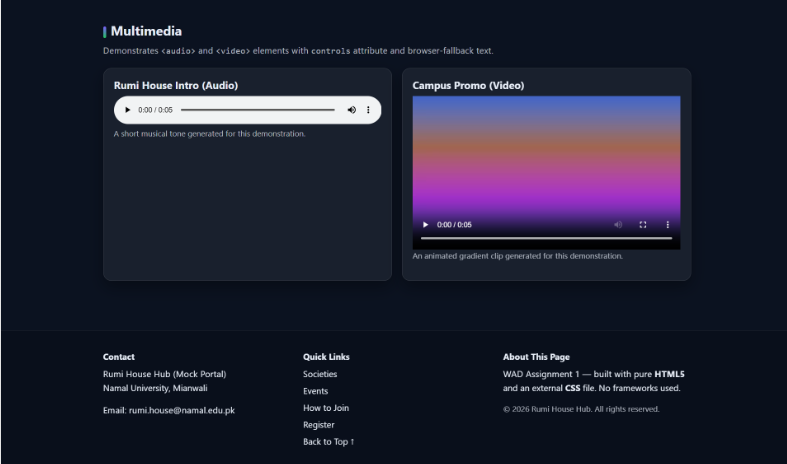 Multimedia
Demonstrates <audio> and <video> elements with controls attribute and browser-fallback text.
Rumi House Intro (Audio)
0:00 / 0:05
A short musical tone generated for this demonstration.
Campus Promo (Video)
0:00 / 0:05
An animated gradient clip generated for this demonstration.
Contact
Rumi House Hub (Mock Portal)
Namal University, Mianwali
Email: rumi.house@namal.edu.pk
Quick Links
Societies
Events
How to Join
Register
Back to Top ↑
About This Page
WAD Assignment 1 — built with pure HTML5
and an external CSS file. No frameworks used.
© 2026 Rumi House Hub. All rights reserved.